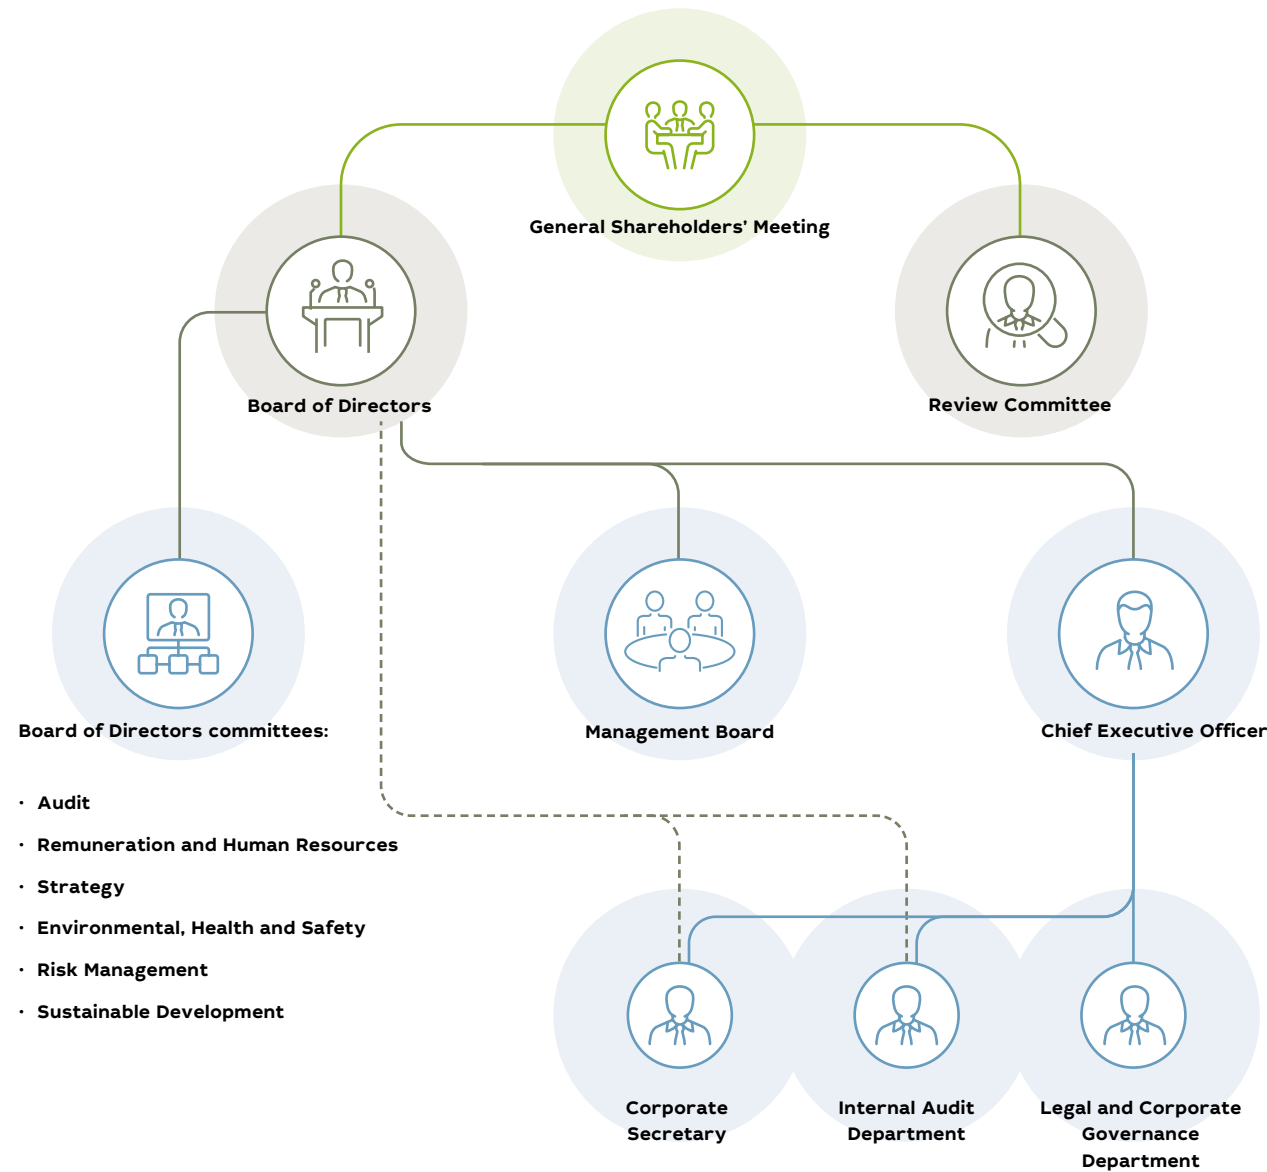 General Shareholders' Meeting
Board of Directors
Review Committee
Board of Directors committees:
Management Board
Chief Executive Officer
· Audit
· Remuneration and Human Resources
· Strategy
· Environmental, Health and Safety
· Risk Management
· Sustainable Development
Corporate
Secretary
Internal Audit
Department
Legal and Corporate
Governance
Department